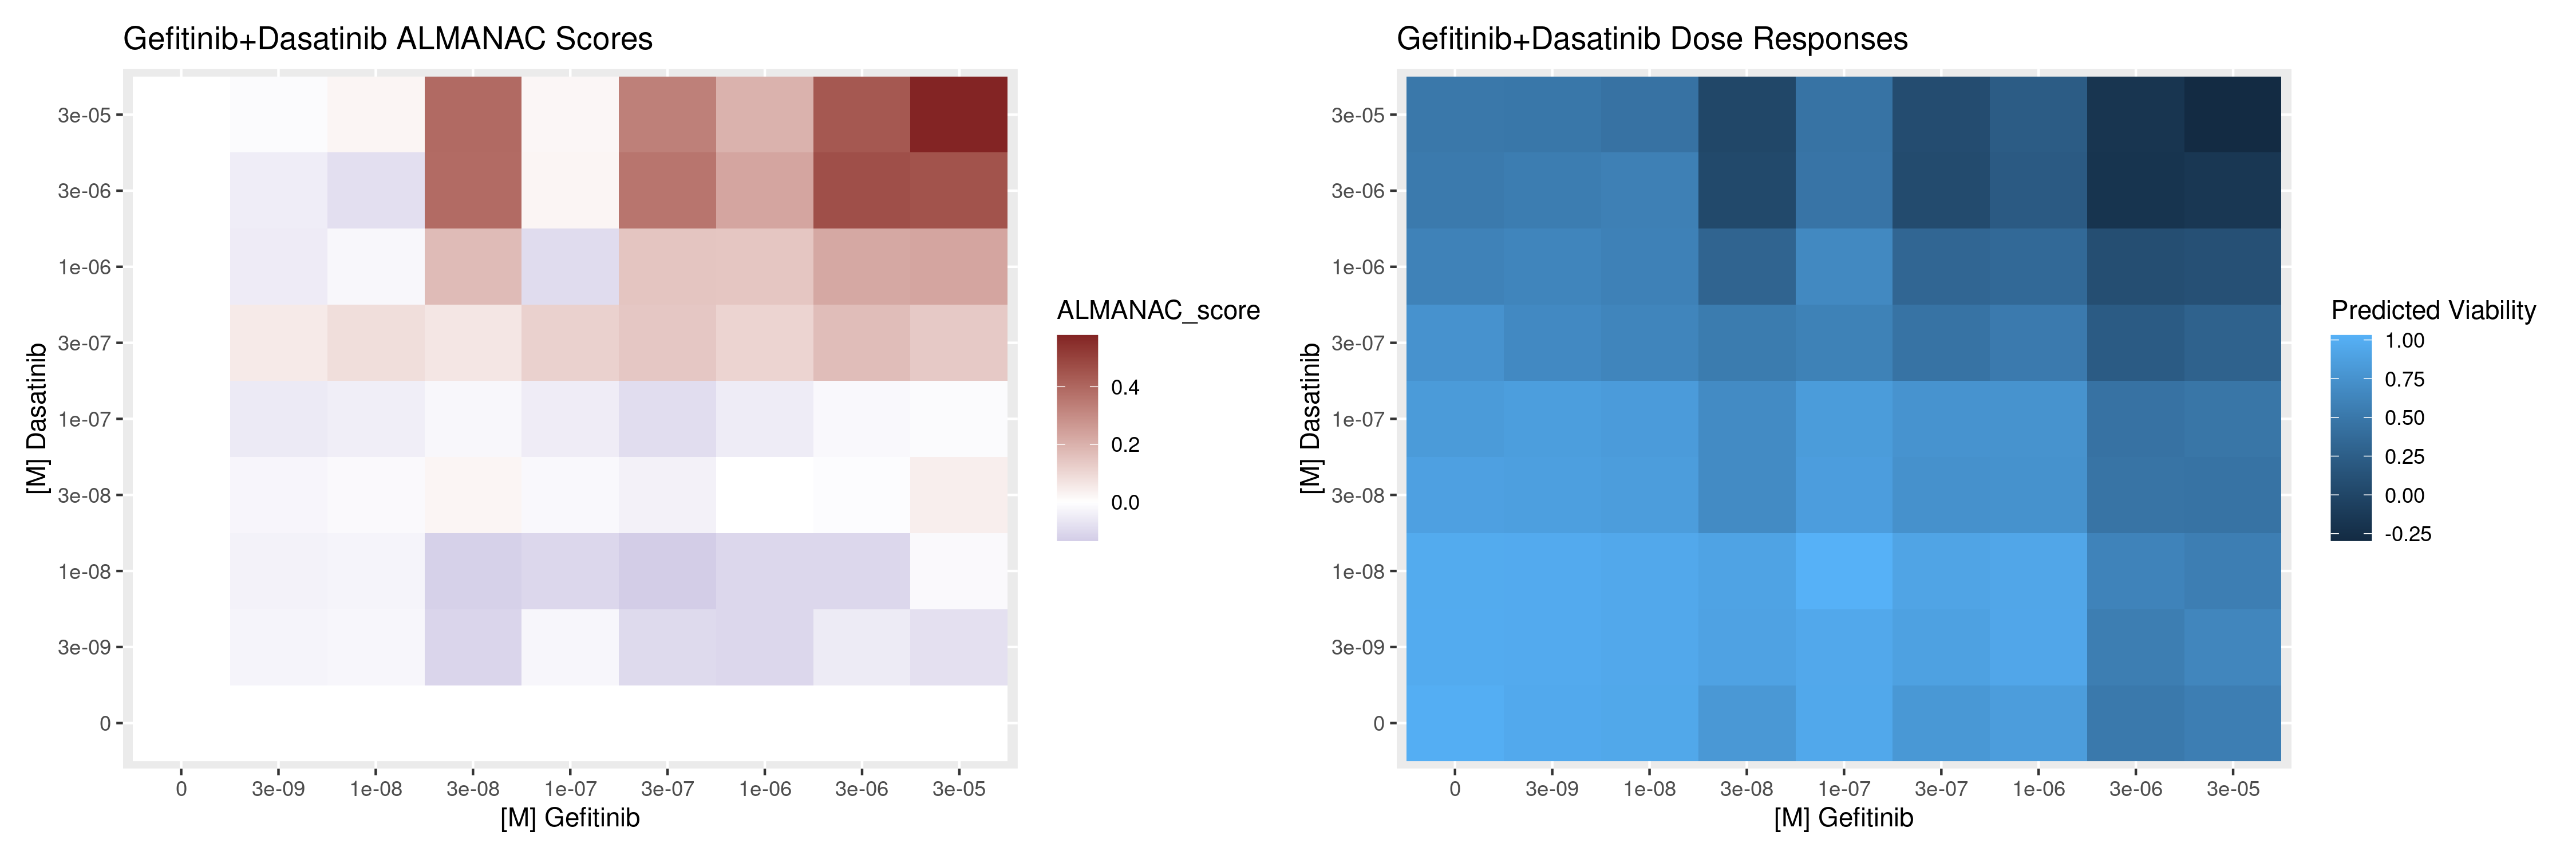 Gefitinib+Dasatinib ALMANAC Scores
3e-05
3e-06
1e-06
3e-07
1e-07
3e-08
1e-08
3e-09
0
[M] Dasatinib
0 3e-09 1e-08 3e-08 1e-07 3e-07 1e-06 3e-06 3e-05
[M] Gefitinib
ALMANAC_score
0.4
0.2
0.0
Gefitinib+Dasatinib Dose Responses
3e-05
3e-06
1e-06
3e-07
1e-07
3e-08
1e-08
3e-09
0
[M] Dasatinib
0 3e-09 1e-08 3e-08 1e-07 3e-07 1e-06 3e-06 3e-05
[M] Gefitinib
Predicted Viability
1.00
0.75
0.50
0.25
0.00
-0.25